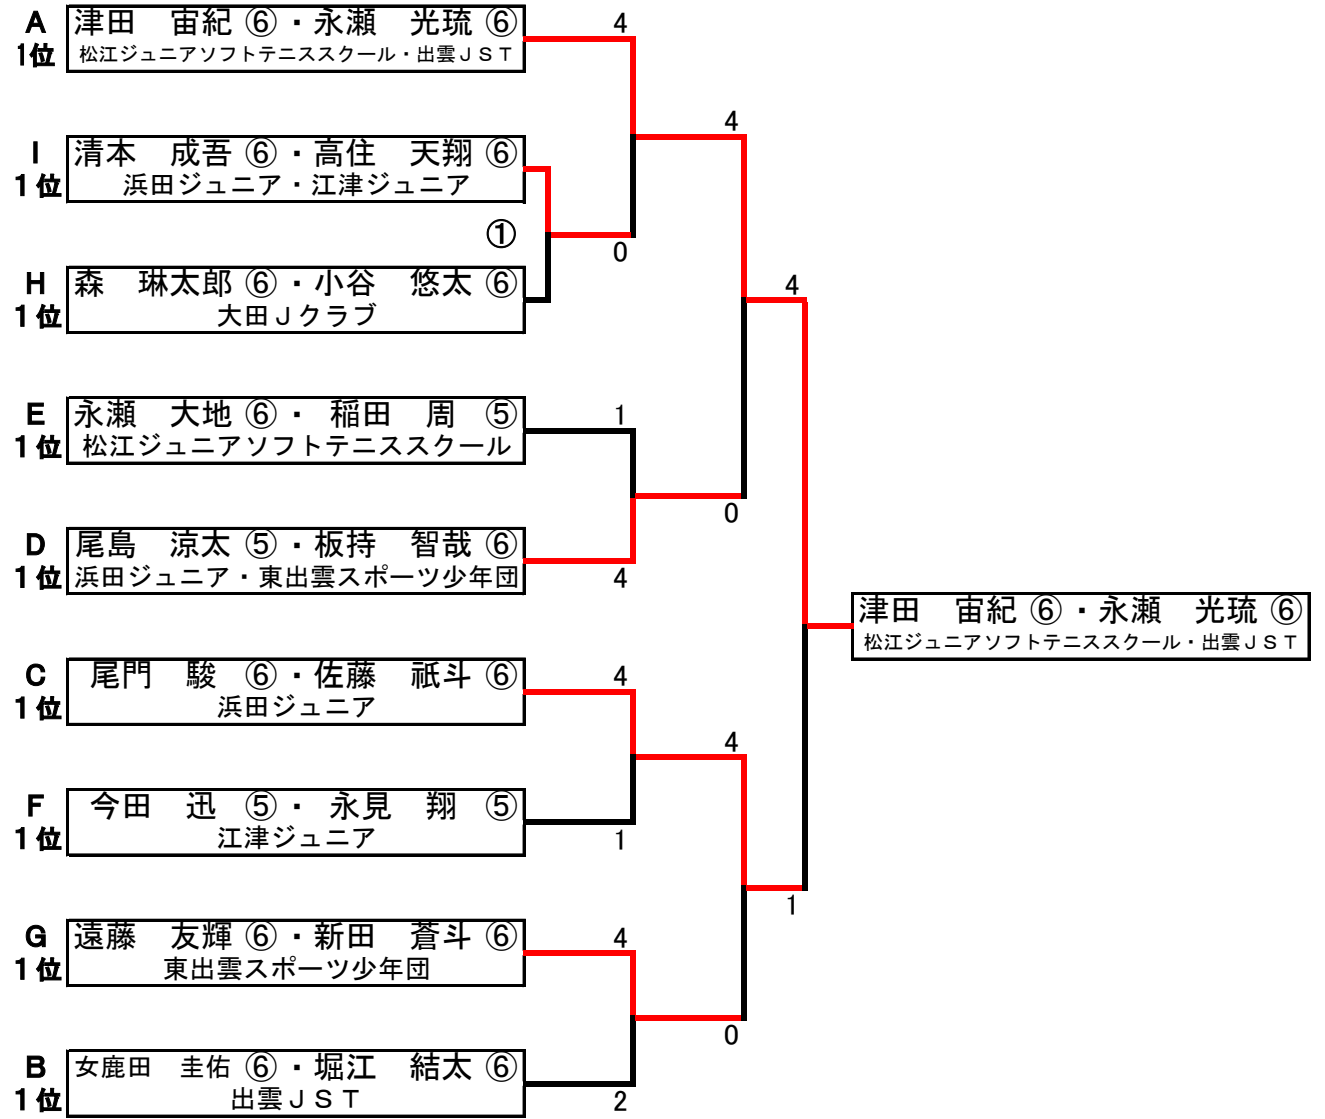 A
1位
津田　宙紀 ⑥ ・ 永瀬　光琉 ⑥
松江ジュニアソフトテニススクール・出雲ＪＳＴ
4
4
I
1位
清本　成吾 ⑥ ・ 高住　天翔 ⑥
浜田ジュニア・江津ジュニア
①
0
H
1位
森　琳太郎 ⑥ ・ 小谷　悠太 ⑥
大田Ｊクラブ
4
E
1位
永瀬　大地 ⑥ ・ 稲田　周　⑤
松江ジュニアソフトテニススクール
1
0
D
1位
尾島　涼太 ⑤ ・ 板持　智哉 ⑥
浜田ジュニア・東出雲スポーツ少年団
4
津田　宙紀 ⑥ ・ 永瀬　光琉 ⑥
松江ジュニアソフトテニススクール・出雲ＪＳＴ
C
1位
尾門　駿　⑥ ・ 佐藤　祇斗 ⑥
浜田ジュニア
4
4
F
1位
今田　迅　⑤ ・ 永見　翔　⑤
江津ジュニア
1
1
G
1位
遠藤　友輝 ⑥ ・ 新田　蒼斗 ⑥
東出雲スポーツ少年団
4
0
B
1位
女鹿田　圭佑 ⑥ ・ 堀江　結太 ⑥
出雲ＪＳＴ
2